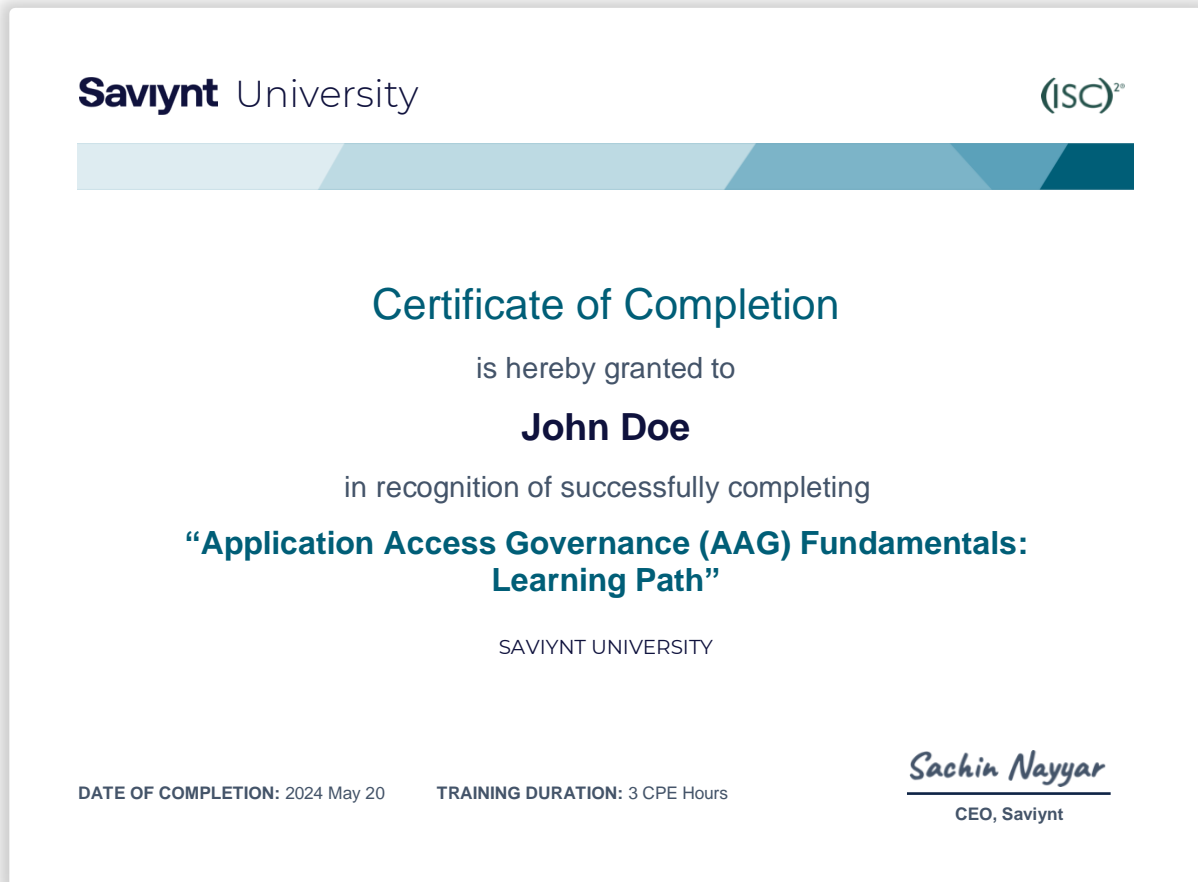 Saviynt University
(ISC)²®
Certificate of Completion
is hereby granted to
John Doe
in recognition of successfully completing
“Application Access Governance (AAG) Fundamentals:
Learning Path”
SAVIYNT UNIVERSITY
Sachin Nayyar
DATE OF COMPLETION: 2024 May 20 TRAINING DURATION: 3 CPE Hours
CEO, Saviynt